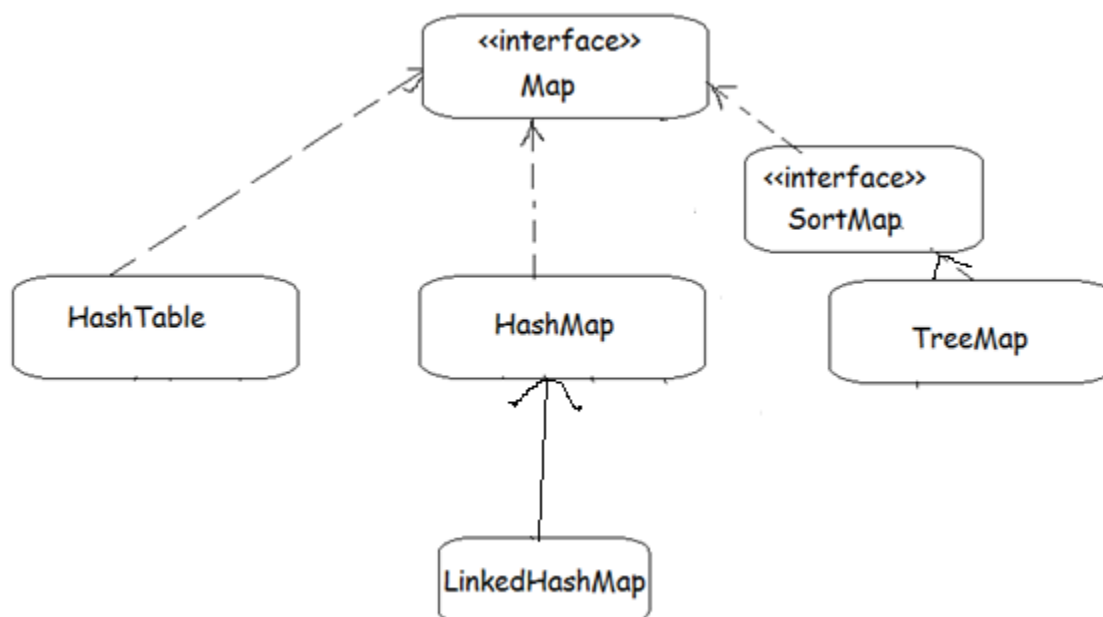 <<interface>>
Map
<<interface>>
SortMap
HashTable
HashMap
TreeMap
LinkedHashMap